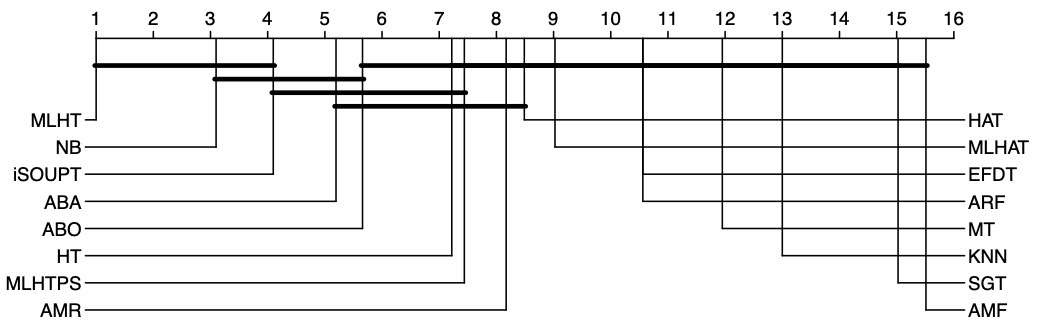 1 2 3 4 5 6 7 8 9 10 11 12 13 14 15 16
MLHT HAT
NB MLHAT
iSOUPT EFDT
ABA ARF
ABO MT
HT KNN
MLHTPS SGT
AMR AMF